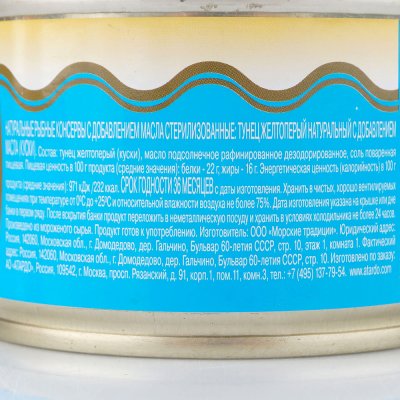 НАТУРАЛЬНЫЕ РЫБНЫЕ КОНСЕРВЫ С ДОБАВЛЕНИЕМ МАСЛА СТЕРИЛИЗОВАННЫЕ: ТУНЕЦ ЖЕЛТОПЕРЫЙ НАТУРАЛЬНЫЙ С ДОБАВЛЕНИЕМ
МАСЛА (КУСКИ). Состав: тунец желтоперый (куски), масло подсолнечное рафинированное дезодорированное, соль поваренная
пищевая. Пищевая ценность в 100 г продукта (средние значения): белки - 22 г; жиры - 16 г; Энергетическая ценность (калорийность) в 100 г
продукта (средние значения): 971 кДж, /232 ккал. СРОК ГОДНОСТИ 36 МЕСЯЦЕВ с даты изготовления. Хранить в чистых, хорошо вентилируемых
помещениях при температуре от 0°С до +25°С и относительной влажности воздуха не более 75%. Дата изготовления указана на крышке или дне
банки в первом ряду. После вскрытия банки продукт переложить в неметаллическую посуду и хранить в условиях холодильника не более 24 часов.
Произведено из мороженого сырья. Продукт готов к употреблению. Изготовитель: ООО «Морские традиции». Юридический адрес:
Россия, 142060, Московская обл., г. Домодедово, дер. Гальчино, Бульвар 60-летия СССР, стр. 10, этаж 1, комната 1. Фактический адрес:
Россия, 142060, Московская обл., г. Домодедово, дер. Гальчино, Бульвар 60-летия СССР, стр. 10. Изготовлено по заказу
АО «АТАРДО», Россия, 109542, г. Москва, просп. Рязанский, д. 91, корп.1, пом.11, комн.3, тел.: +7 (495) 137-79-54. www.atardo.com